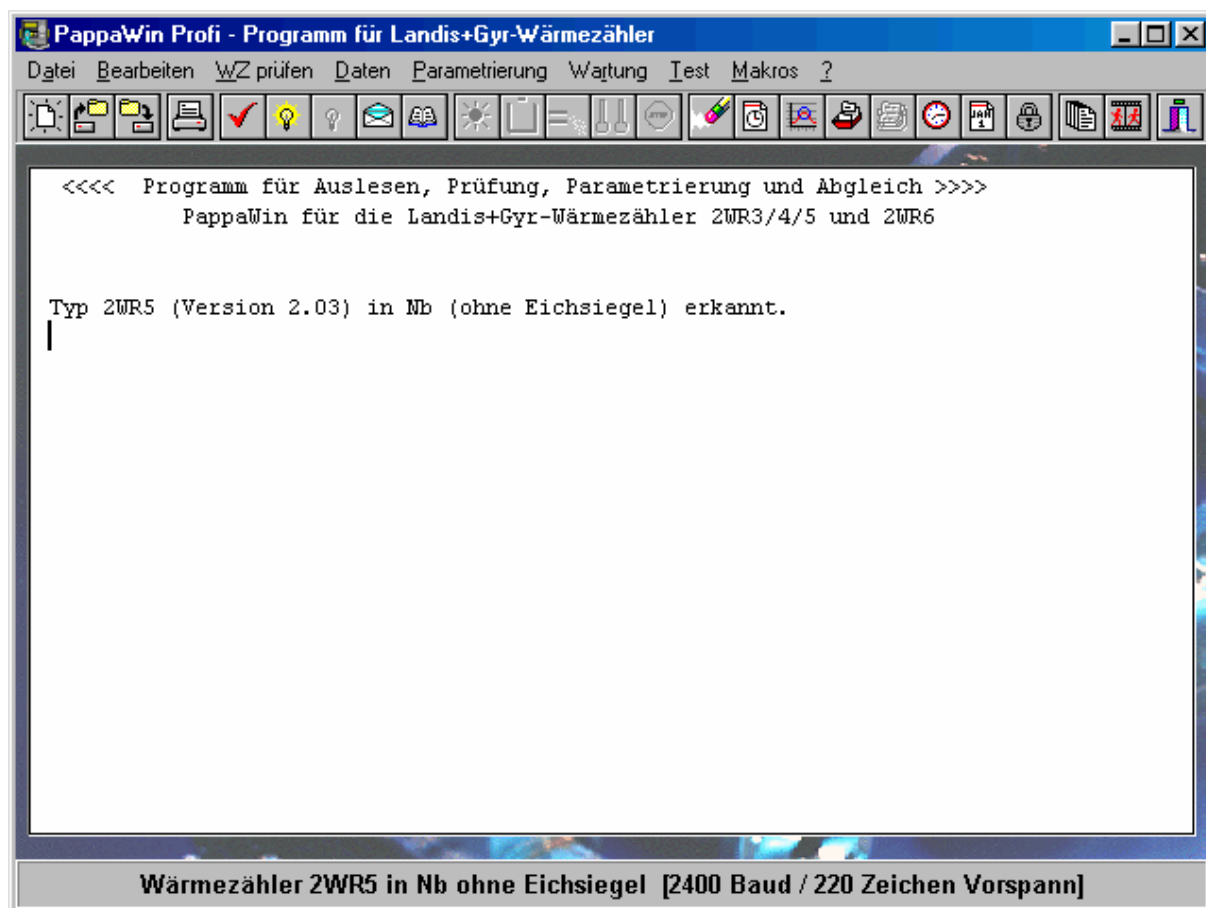 PappaWin Profi - Programm für Landis+Gyr-Wärmezähler
Datei Bearbeiten WZ prüfen Daten Parametrierung Wartung Test Makros ?
<<<< Programm für Auslesen, Prüfung, Parametrierung und Abgleich >>>>
PappaWin für die Landis+Gyr-Wärmezähler 2WR3/4/5 und 2WR6
Typ 2WR5 (Version 2.03) in Nb (ohne Eichsiegel) erkannt.
Wärmezähler 2WR5 in Nb ohne Eichsiegel [2400 Baud / 220 Zeichen Vorspann]